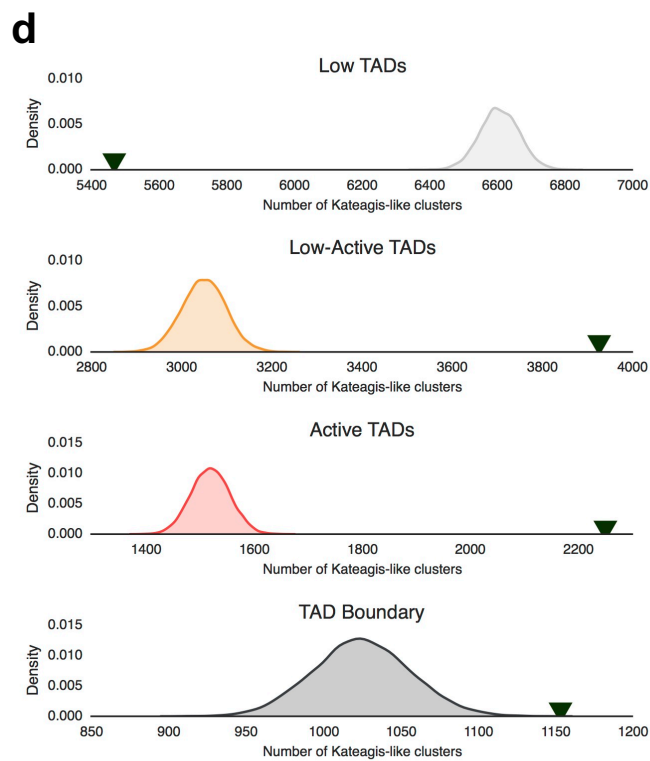 d
Low TADs
0.010
0.005
0.000
Density
5400 5600 5800 6000 6200 6400 6600 6800 7000
Number of Kateagis-like clusters
Low-Active TADs
0.010
0.005
0.000
Density
2800 3000 3200 3400 3600 3800 4000
Number of Kateagis-like clusters
Active TADs
0.015
0.010
0.005
0.000
Density
1400 1600 1800 2000 2200
Number of Kateagis-like clusters
TAD Boundary
0.015
0.010
0.005
0.000
Density
850 900 950 1000 1050 1100 1150 1200
Number of Kateagis-like clusters